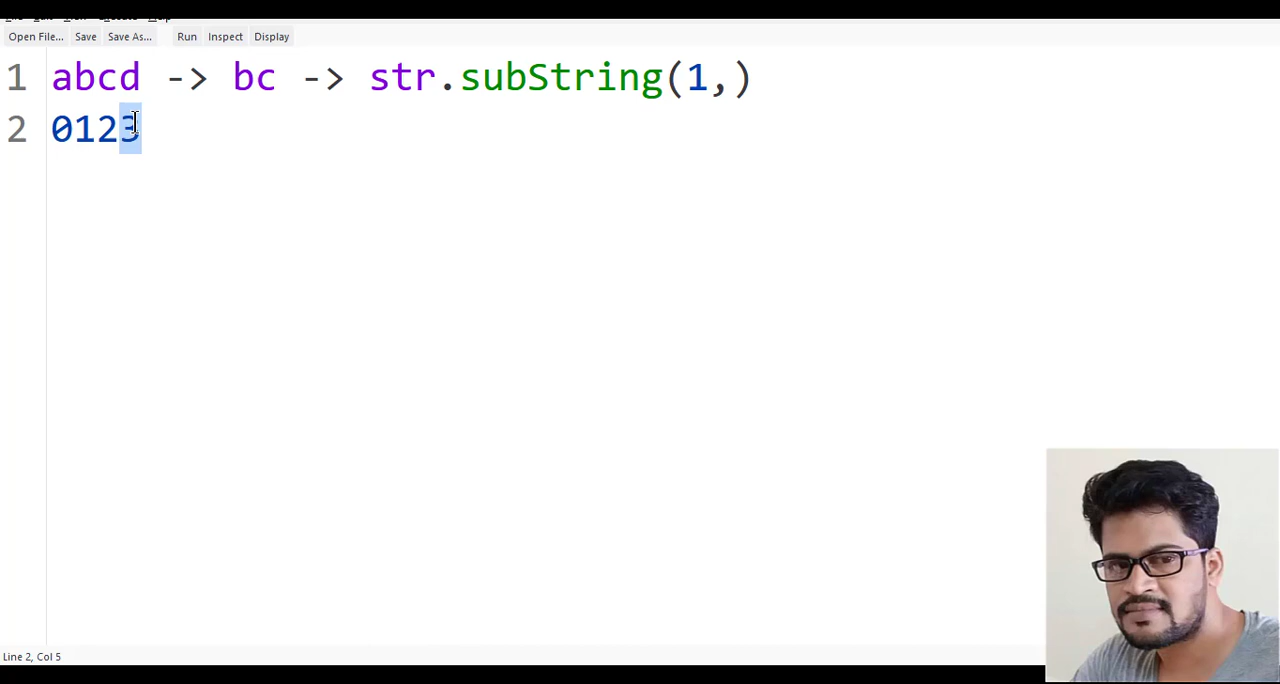 Open File... Save Save As... Run Inspect Display
1 abcd -> bc -> str.subString(1,)
2 0123
Line 2, Col 5